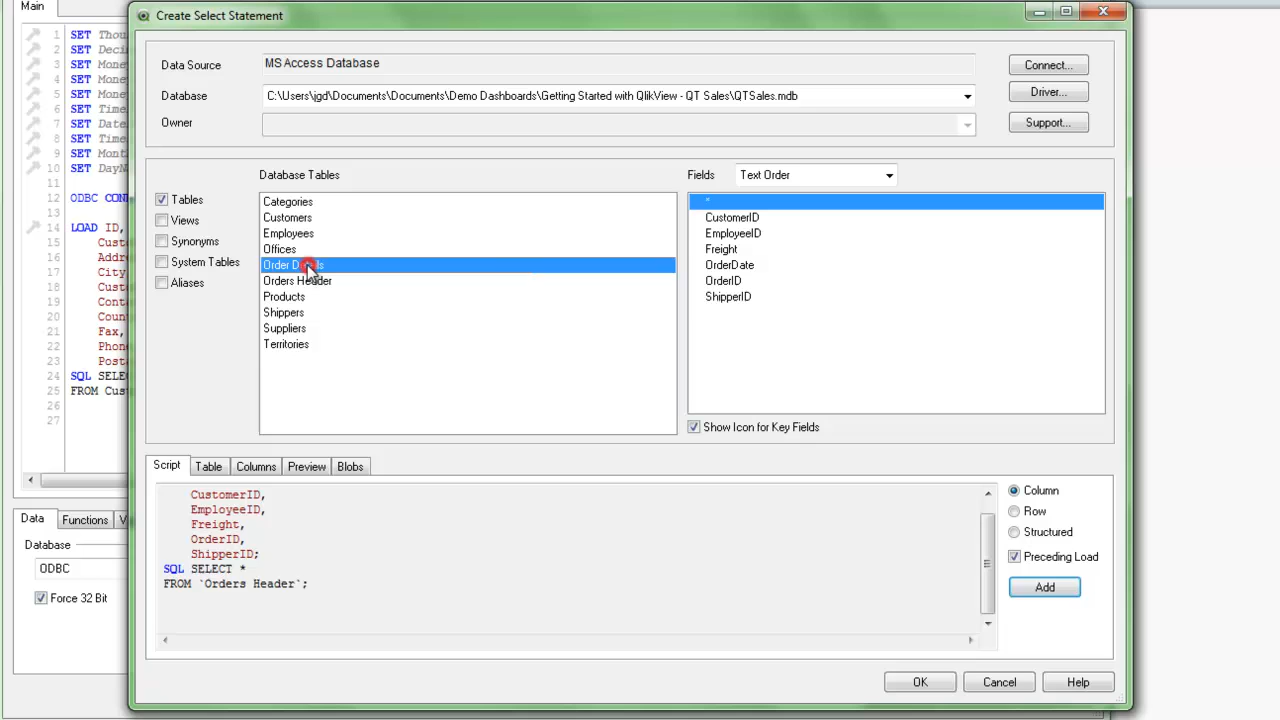 Main
Create Select Statement
1 SET Thou
2 SET Deci
3 SET Mone
4 SET Mone
5 SET Mone
6 SET Time
7 SET Date
8 SET Time
9 SET Mont
10 SET DayN
11
12 ODBC CON
13
14 LOAD ID,
15 Cust
16 Addr
17 City
18 Cust
19 Cont
20 Coun
21 Fax,
22 Phon
23 Post
24 SQL SELE
25 FROM Cus
26
27
Data Functions V
Database
ODBC
Force 32 Bit
Data Source MS Access Database Connect...
Database C:\Users\jgd\Documents\Documents\Demo Dashboards\Getting Started with QlikView - QT Sales\QTSales.mdb Driver...
Owner Support...
Database Tables
Tables
Views
Synonyms
System Tables
Aliases
Categories
Customers
Employees
Offices
Order Details
Orders Header
Products
Shippers
Suppliers
Territories
Fields Text Order
*
CustomerID
EmployeeID
Freight
OrderDate
OrderID
ShipperID
Show Icon for Key Fields
Script Table Columns Preview Blobs
CustomerID,
EmployeeID,
Freight,
OrderID,
ShipperID;
SQL SELECT *
FROM `Orders Header`;
Column
Row
Structured
Preceding Load
Add
OK Cancel Help